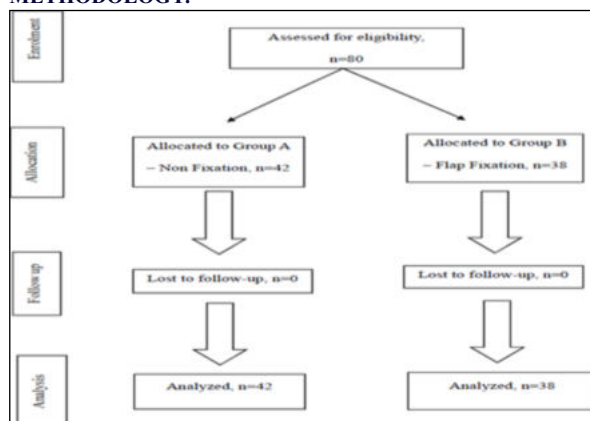 METHODOLOGY:
Enrolment
Assessed for eligibility,
n=80
Allocation
Allocated to Group A
– Non Fixation, n=42
Allocated to Group B
– Flap Fixation, n=38
Follow up
Lost to follow-up, n=0
Lost to follow-up, n=0
Analysis
Analyzed, n=42
Analyzed, n=38